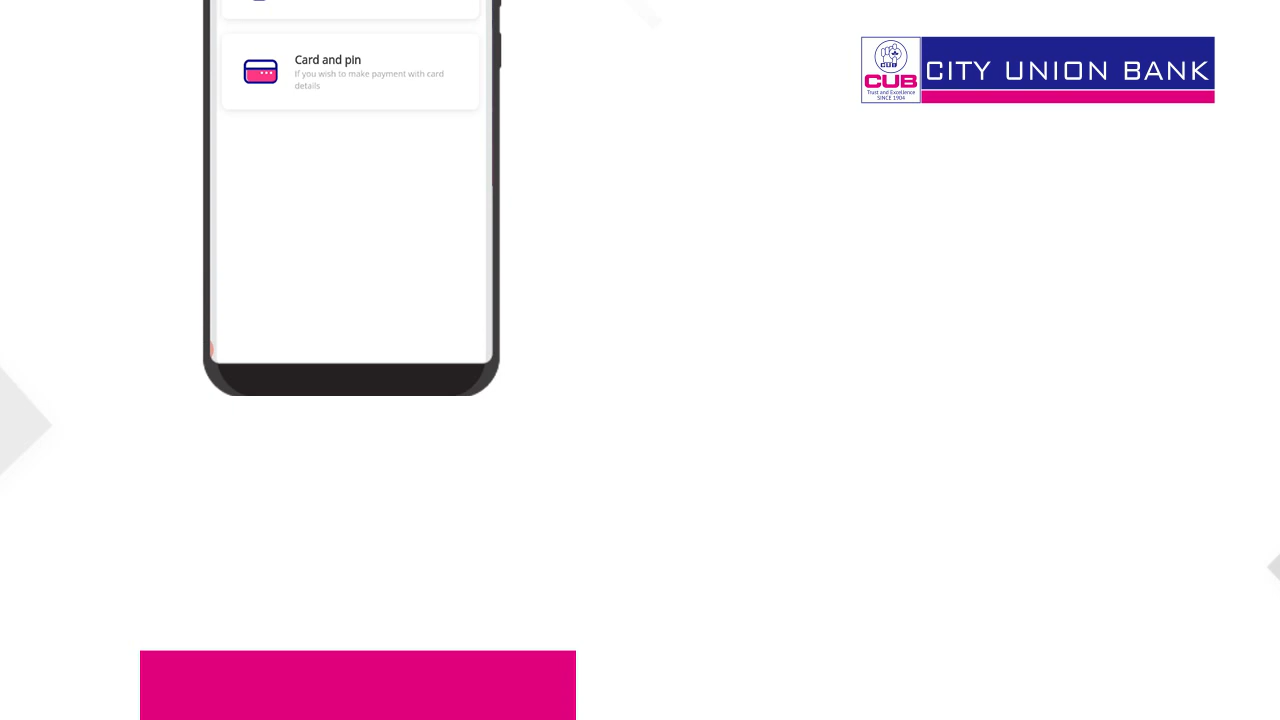 Card and pin
If you wish to make payment with card
details
CUB
CUB
Trust and Excellence
SINCE 1904
CITY UNION BANK